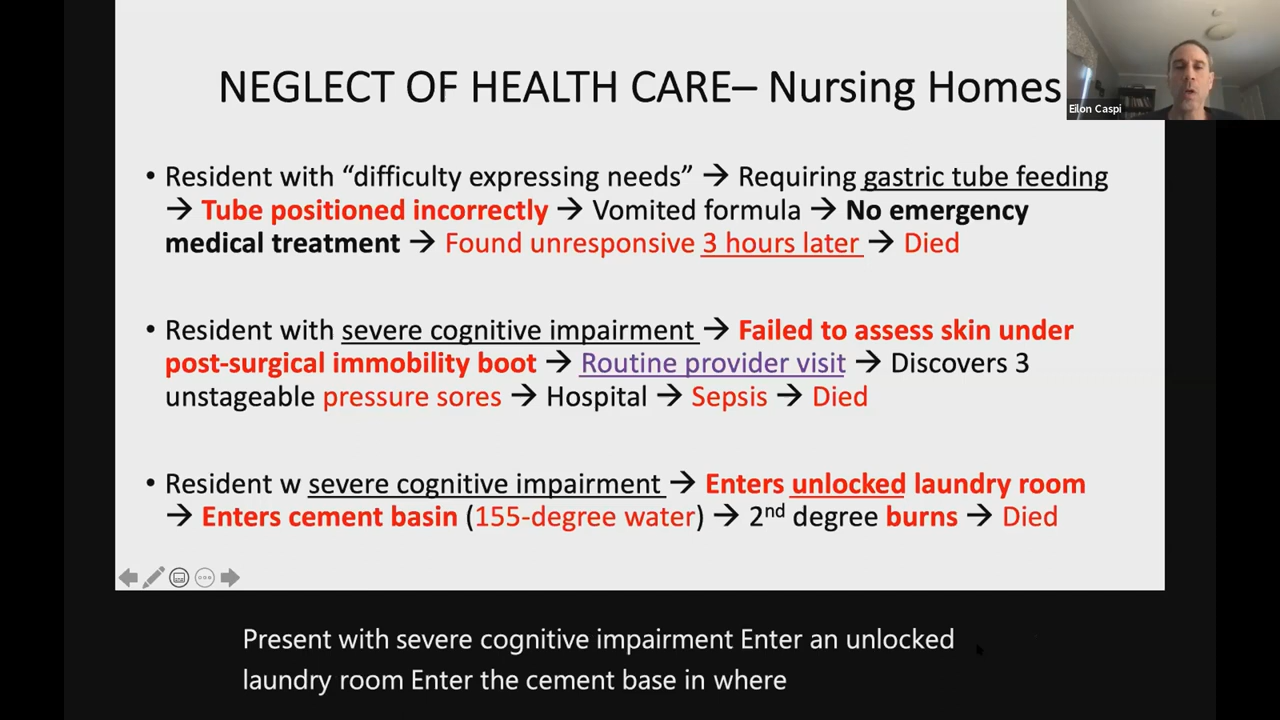 NEGLECT OF HEALTH CARE– Nursing Homes
Eilon Caspi
• Resident with “difficulty expressing needs” → Requiring gastric tube feeding
→ Tube positioned incorrectly → Vomited formula → No emergency
medical treatment → Found unresponsive 3 hours later → Died
• Resident with severe cognitive impairment → Failed to assess skin under
post-surgical immobility boot → Routine provider visit → Discovers 3
unstageable pressure sores → Hospital → Sepsis → Died
• Resident w severe cognitive impairment → Enters unlocked laundry room
→ Enters cement basin (155-degree water) → 2nd degree burns → Died
Present with severe cognitive impairment Enter an unlocked
laundry room Enter the cement base in where